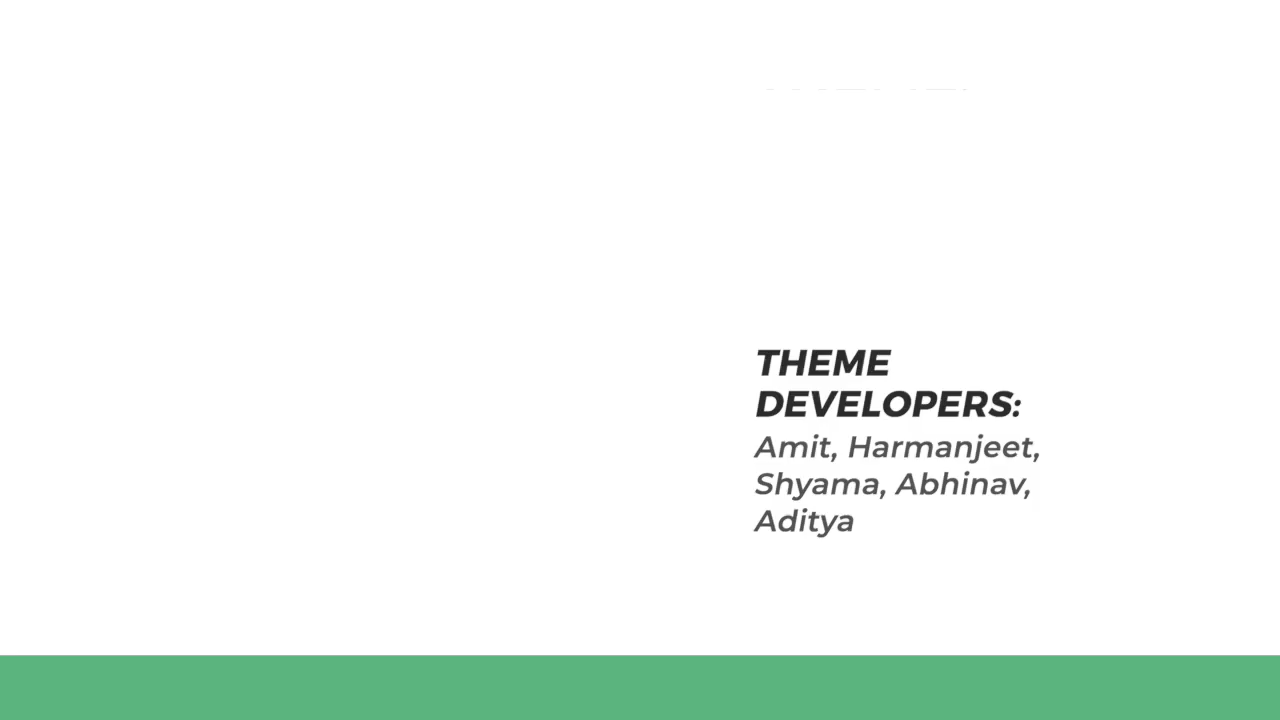 THEME
DEVELOPERS:
Amit, Harmanjeet,
Shyama, Abhinav,
Aditya